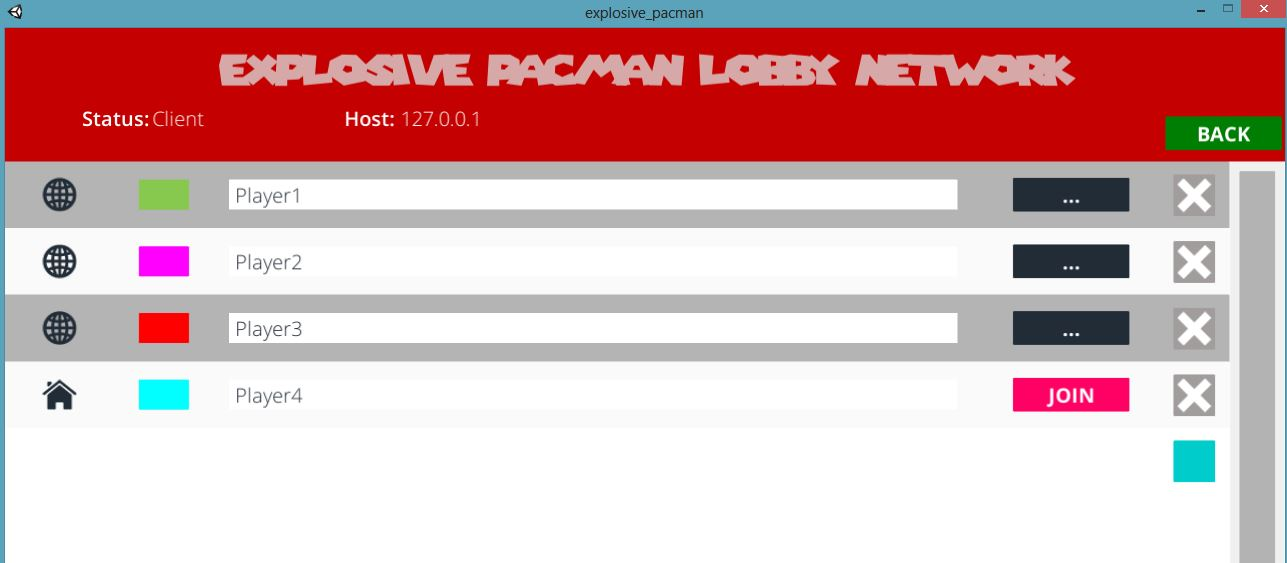 explosive_pacman
EXPLOSIVE PACMAN LOBBY NETWORK
Status: Client Host: 127.0.0.1
BACK
Player1 ...
Player2 ...
Player3 ...
Player4 JOIN